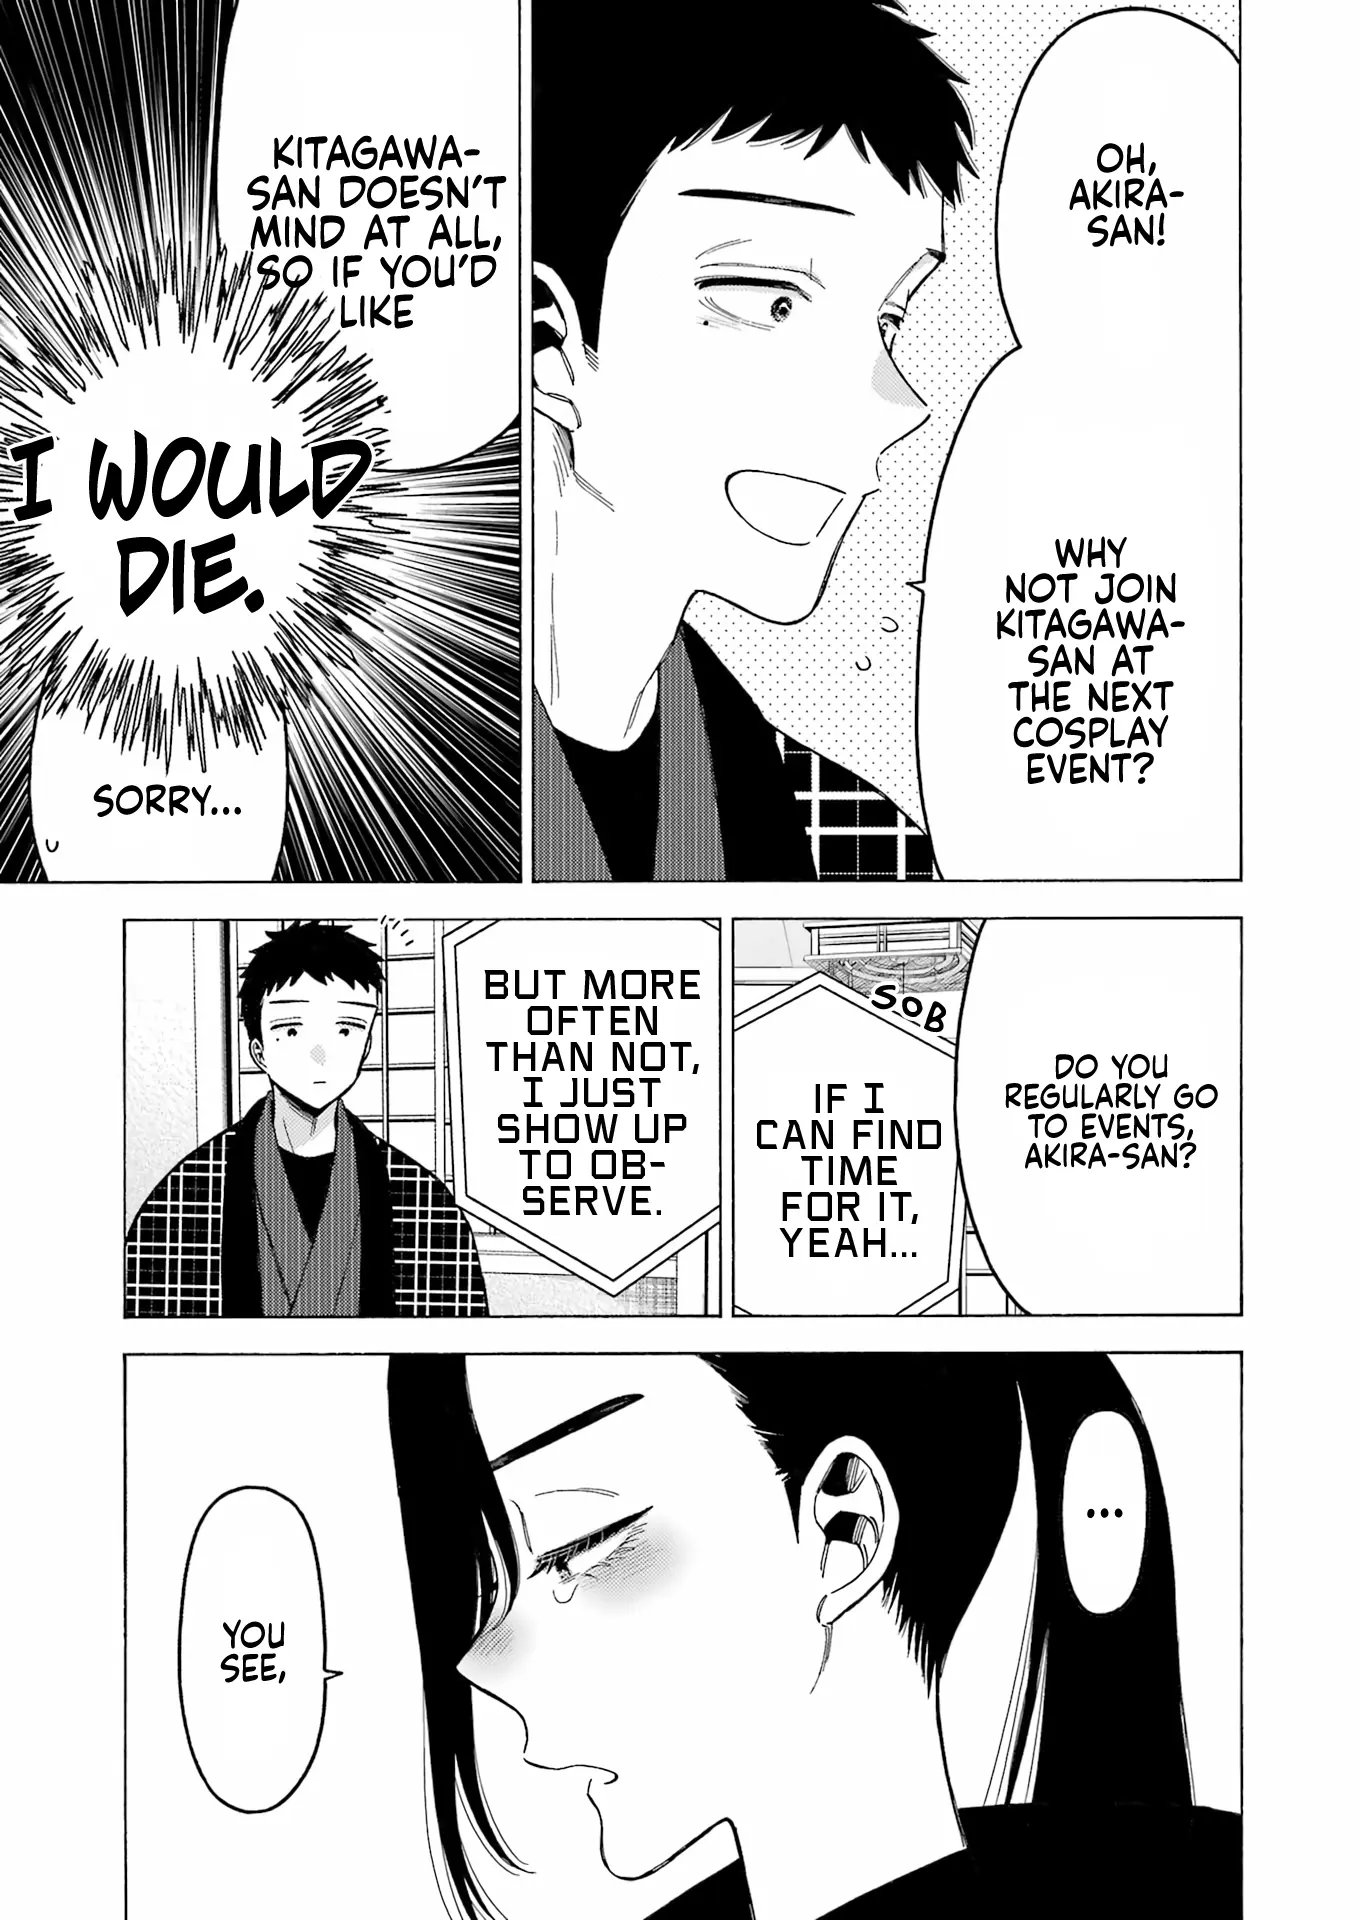 OH,
AKIRA-
SAN!
WHY
NOT JOIN
KITAGAWA-
SAN AT
THE NEXT
COSPLAY
EVENT?
KITAGAWA-
SAN DOESN'T
MIND AT ALL,
SO IF YOU'D
LIKE
I WOULD
DIE.
SORRY...
DO YOU
REGULARLY GO
TO EVENTS,
AKIRA-SAN?
SOB
IF I
CAN FIND
TIME
FOR IT,
YEAH...
BUT MORE
OFTEN
THAN NOT,
I JUST
SHOW UP
TO OB-
SERVE.
...
YOU
SEE,